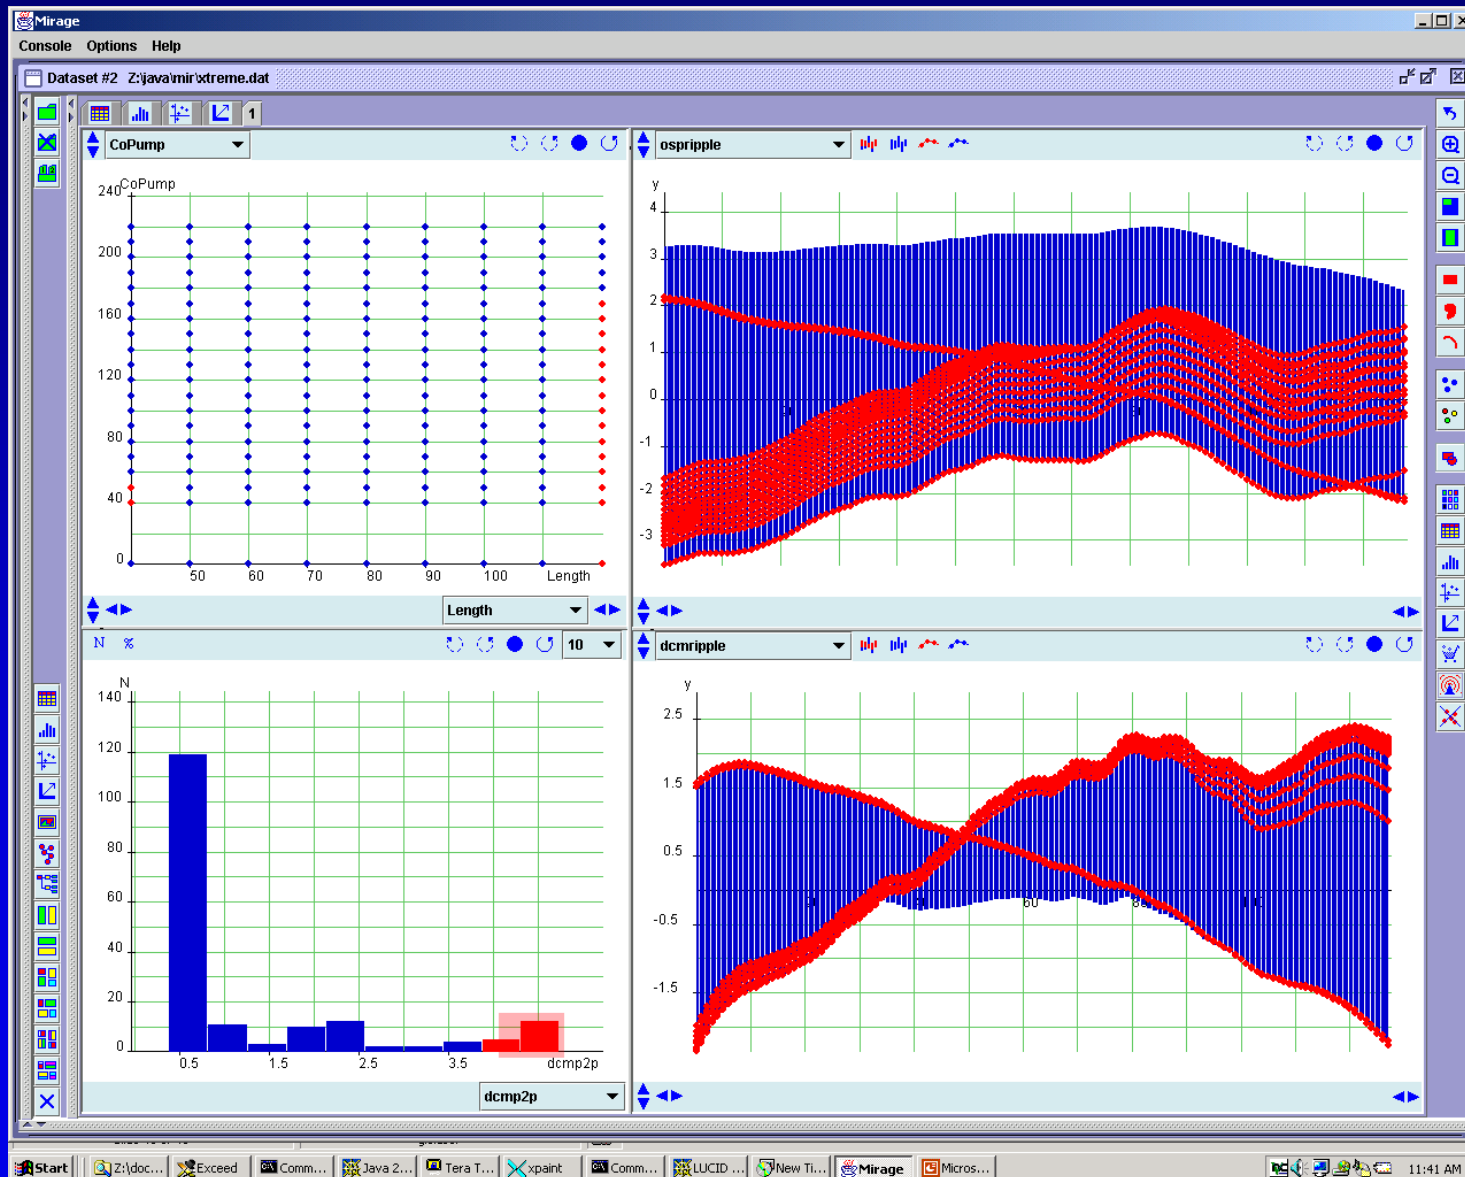 Mirage
Console Options Help
Dataset #2 Z:\java\mir\xtreme.dat
1
CoPump
CoPump
240
200
160
120
80
40
0
50 60 70 80 90 100 Length
Length
ospripple
y
4
3
2
1
0
-1
-2
-3
N % 10
N
140
120
100
80
60
40
20
0
0.5 1.5 2.5 3.5 dcmp2p
dcmp2p
dcmripple
y
2.5
1.5
0.5
-0.5
-1.5
60
Start Z:\doc... Exceed Comm... Java 2... Tera T... xpaint Comm... LUCID ... New Ti... Mirage Micros... 11:41 AM